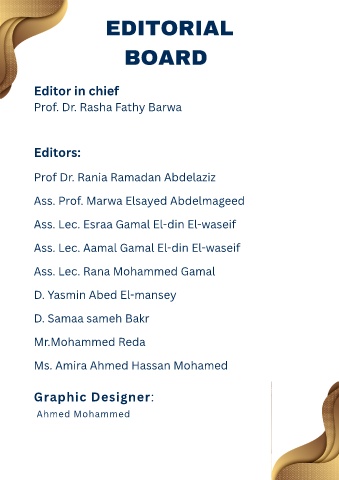 EDITORIAL
BOARD
Editor in chief
Prof. Dr. Rasha Fathy Barwa
Editors:
Prof Dr. Rania Ramadan Abdelaziz
Ass. Prof. Marwa Elsayed Abdelmageed
Ass. Lec. Esraa Gamal El-din El-waseif
Ass. Lec. Aamal Gamal El-din El-waseif
Ass. Lec. Rana Mohammed Gamal
D. Yasmin Abed El-mansey
D. Samaa sameh Bakr
Mr.Mohammed Reda
Ms. Amira Ahmed Hassan Mohamed
Graphic Designer:
Ahmed Mohammed